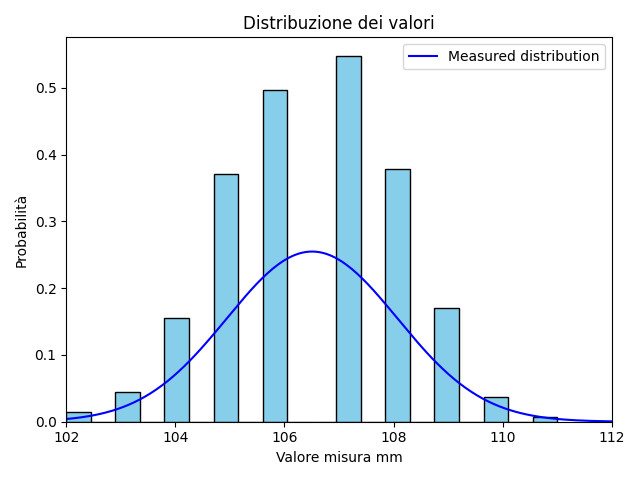 Distribuzione dei valori
Measured distribution
Probabilità
0.5
0.4
0.3
0.2
0.1
0.0
102 104 106 108 110 112
Valore misura mm